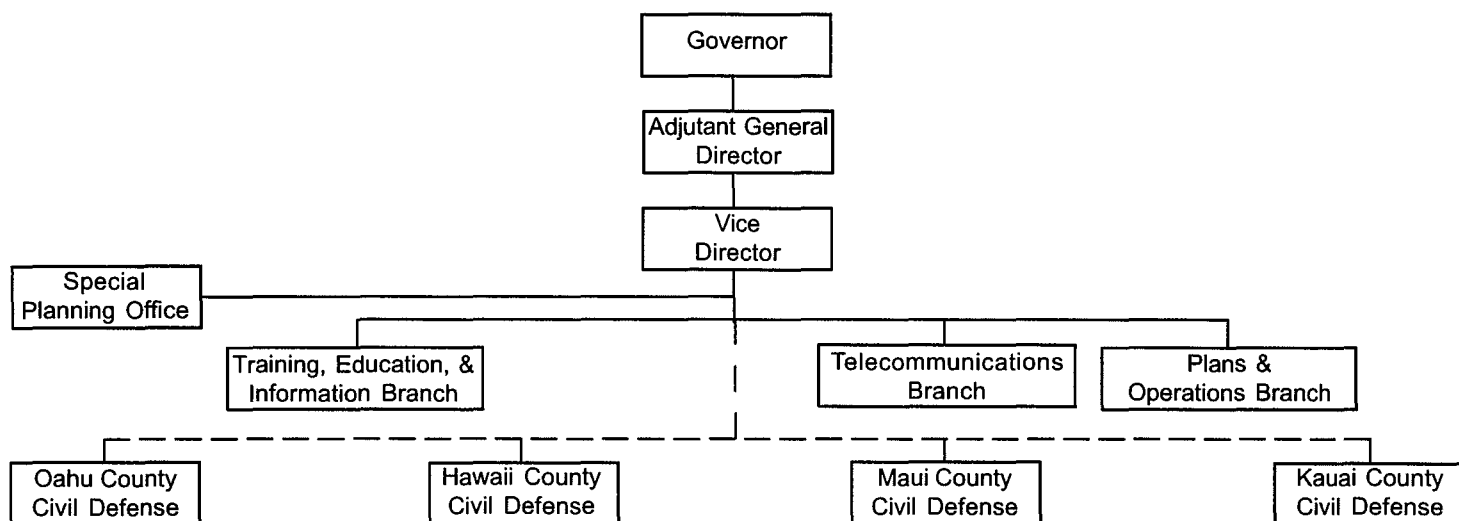 Governor
Adjutant General
Director
Vice
Director
Special
Planning Office
Training, Education, &
Information Branch
Telecommunications
Branch
Plans &
Operations Branch
Oahu County
Civil Defense
Hawaii County
Civil Defense
Maui County
Civil Defense
Kauai County
Civil Defense